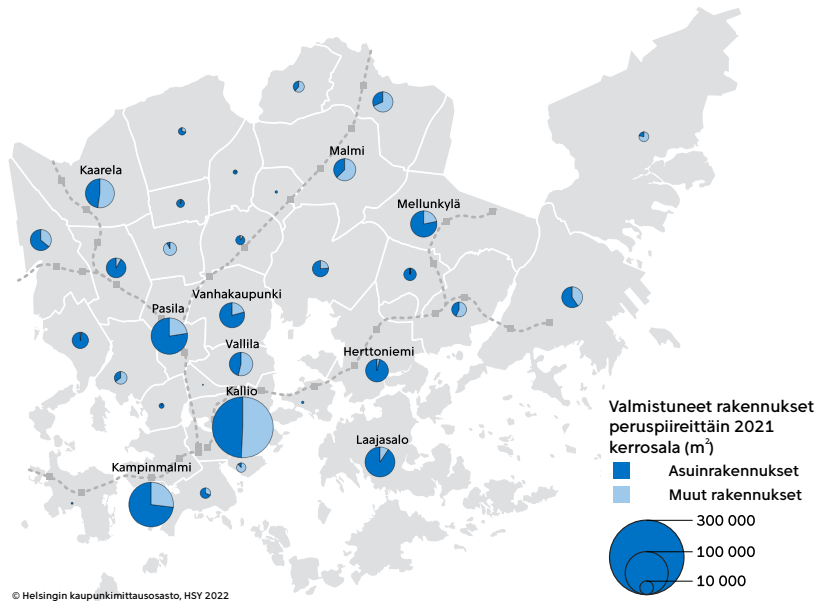 Malmi
Kaarela
Mellunkylä
Vanhakaupunki
Pasila
Vallila
Herttoniemi
Kallio
Laajasalo
Kampinmalmi
Valmistuneet rakennukset
peruspiireittäin 2021
kerrosala (m²)
Asuinrakennukset
Muut rakennukset
300 000
100 000
10 000
© Helsingin kaupunkimittausosasto, HSY 2022